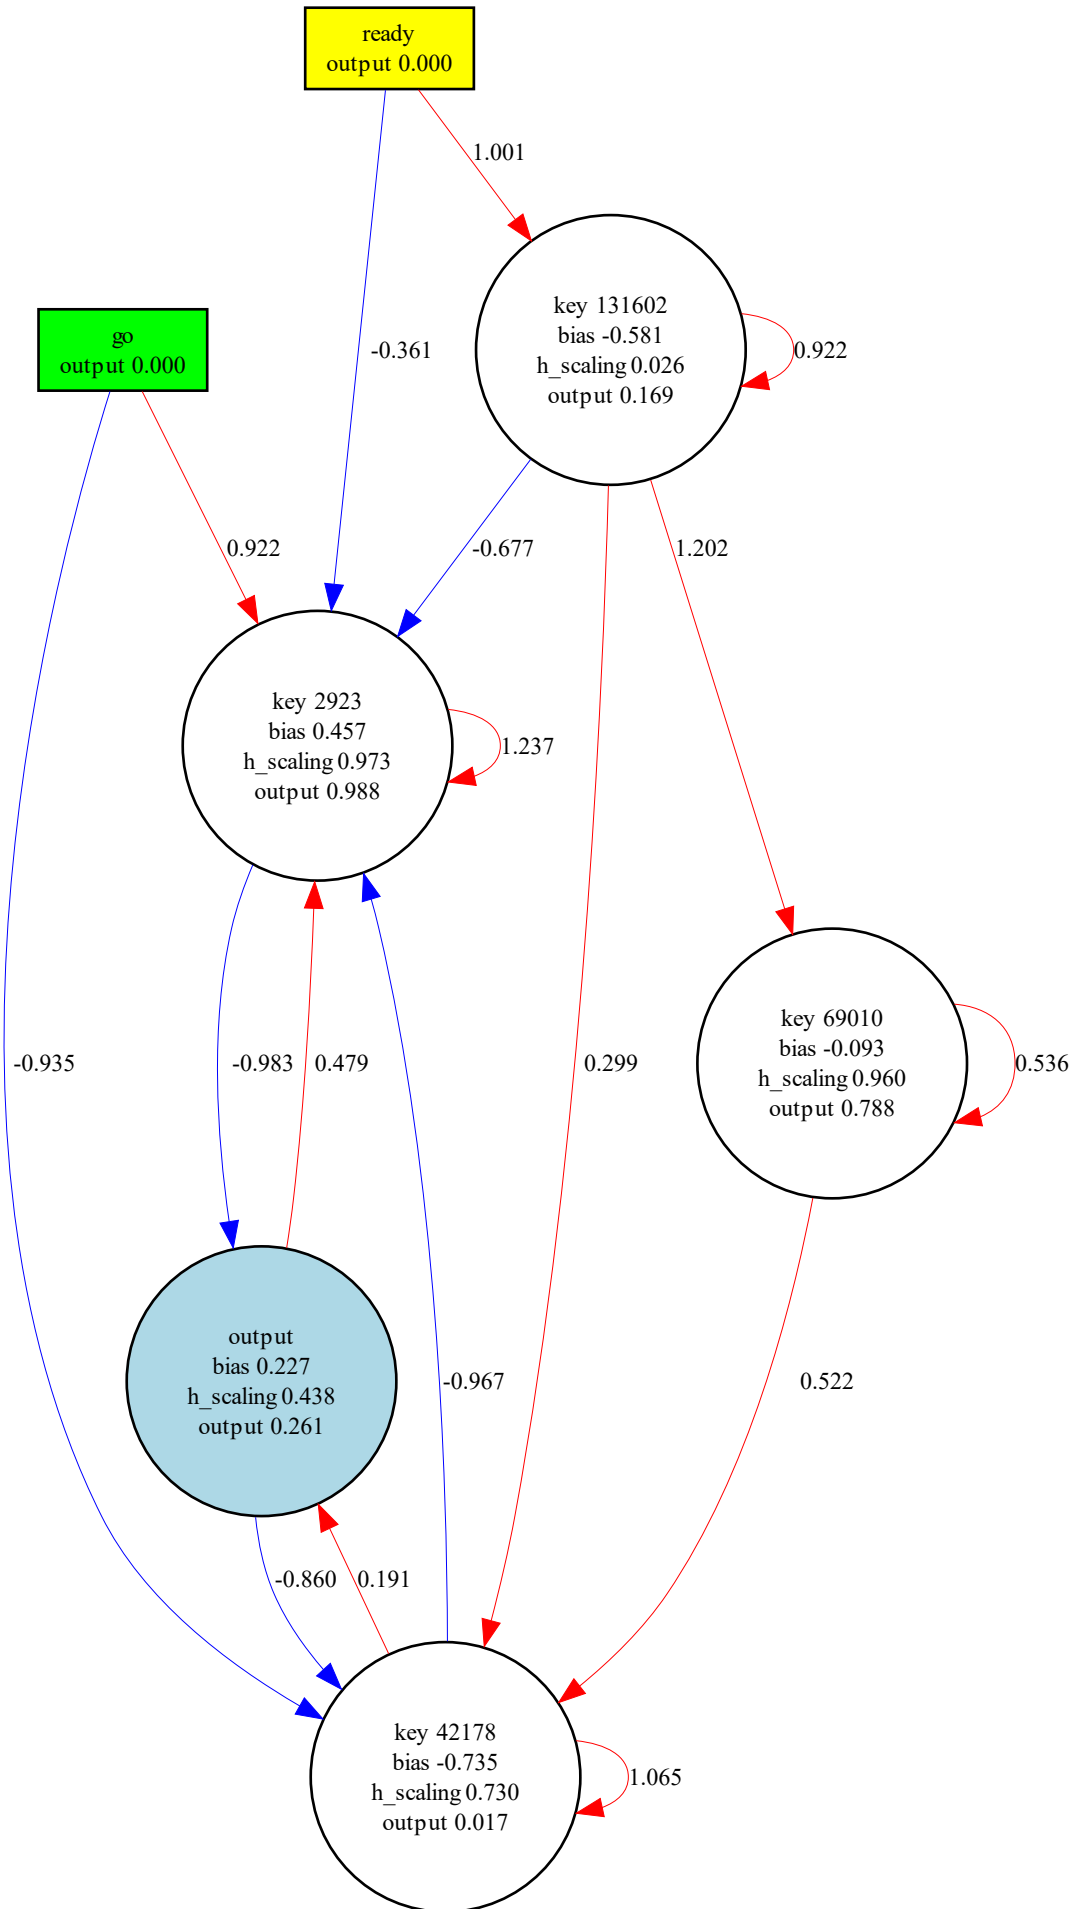 ready
output 0.000
1.001
key 131602
bias -0.581
h_scaling 0.026
output 0.169
0.922
go
output 0.000
-0.361
0.922
-0.677
1.202
key 2923
bias 0.457
h_scaling 0.973
output 0.988
1.237
key 69010
bias -0.093
h_scaling 0.960
output 0.788
0.536
-0.935
-0.983
0.479
0.299
output
bias 0.227
h_scaling 0.438
output 0.261
-0.967
0.522
-0.860
0.191
key 42178
bias -0.735
h_scaling 0.730
output 0.017
1.065